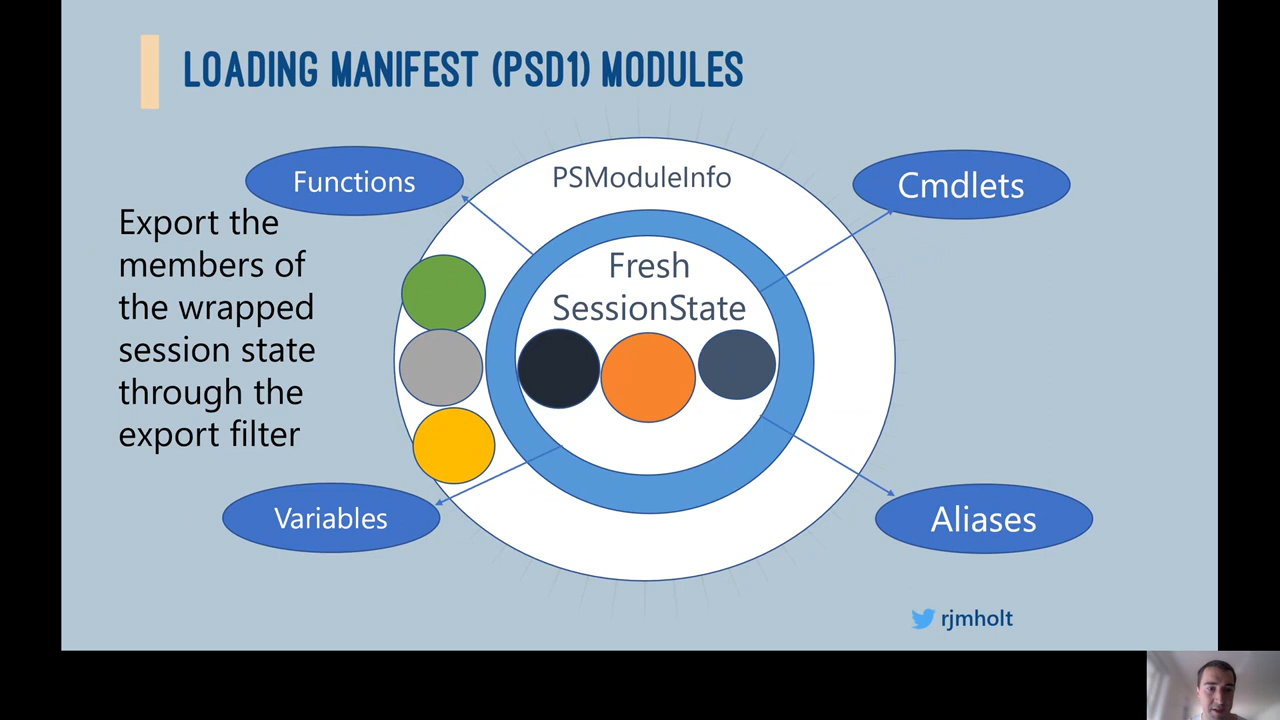 LOADING MANIFEST (PSD1) MODULES
Functions
PSModuleInfo
Cmdlets
Export the
members of
the wrapped
session state
through the
export filter
Fresh
SessionState
Variables
Aliases
rjmholt